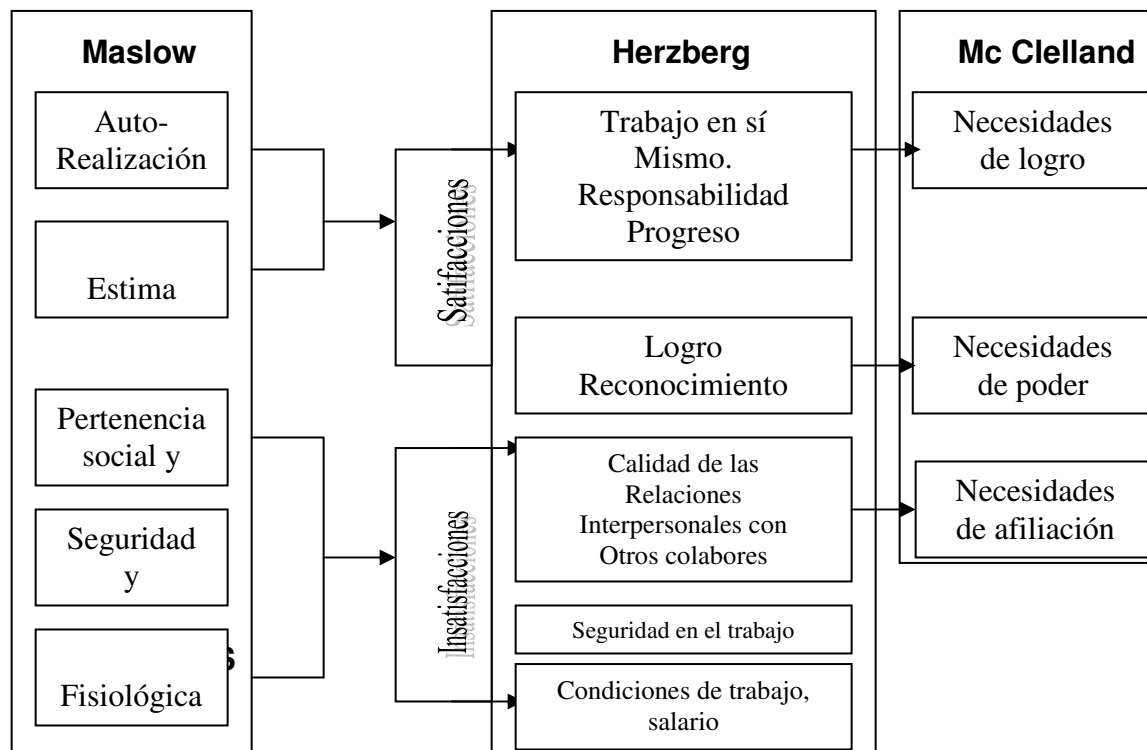 Maslow
Auto-
Realización
Estima
Pertenencia
social y
Seguridad
y
s
Fisiológica
Satifacciones
Insatisfacciones
Herzberg
Trabajo en sí
Mismo.
Responsabilidad
Progreso
Logro
Reconocimiento
Calidad de las
Relaciones
Interpersonales con
Otros colabores
Seguridad en el trabajo
Condiciones de trabajo,
salario
Mc Clelland
Necesidades
de logro
Necesidades
de poder
Necesidades
de afiliación